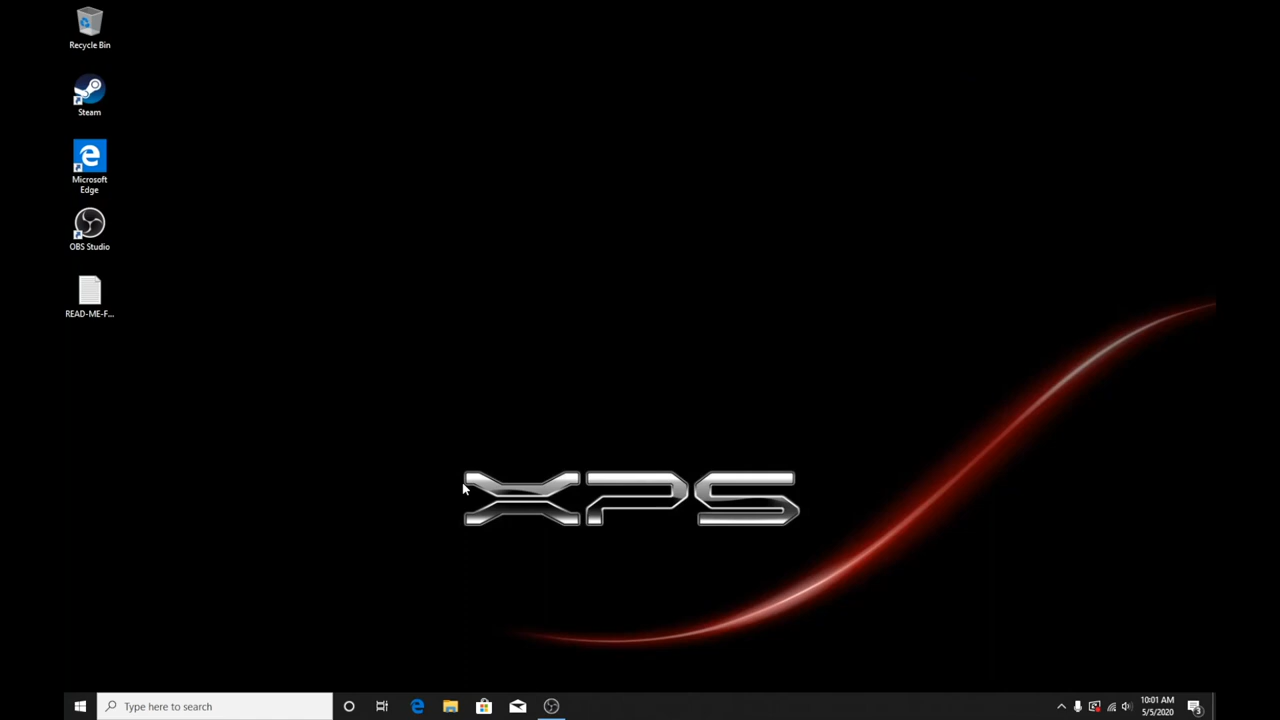 Recycle Bin
Steam
Microsoft
Edge
OBS Studio
READ-ME-F...
XPS
Type here to search
10:01 AM
5/5/2020
3